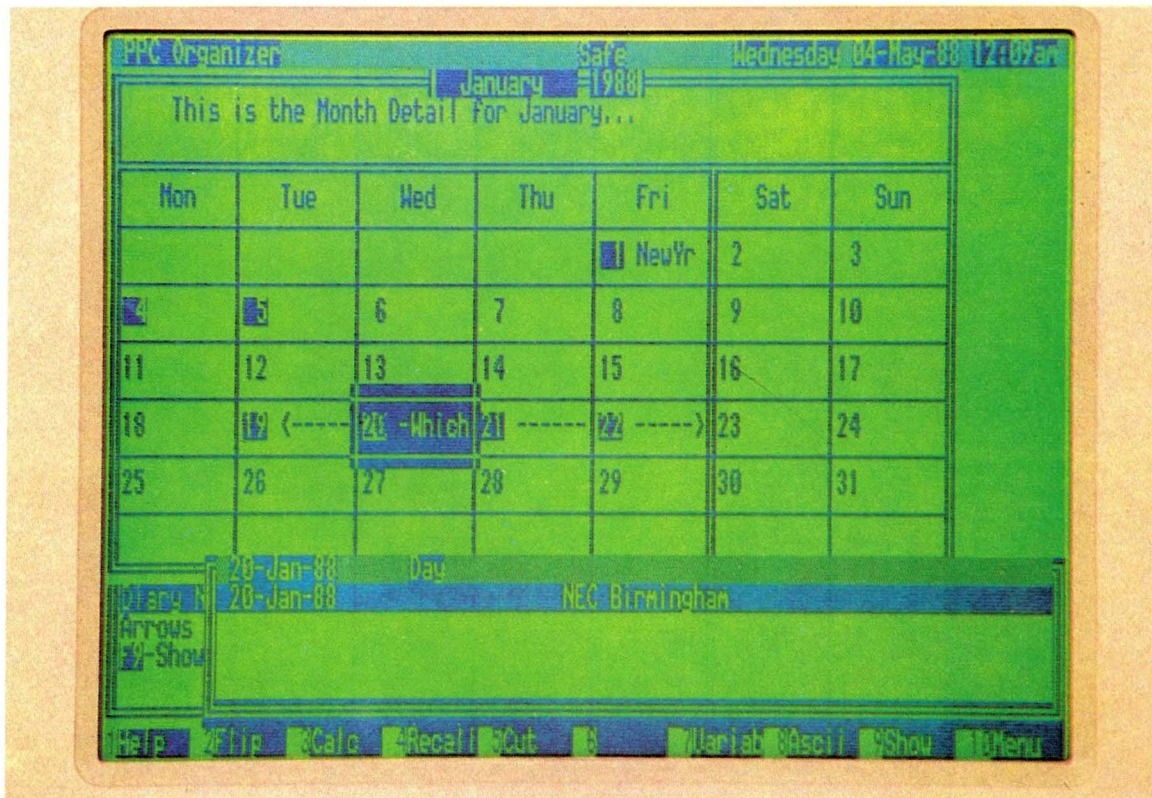 PPC Organizer Safe Wednesday 04-May-88 12:09am
January 1988
This is the Month Detail for January...
Mon Tue Wed Thu Fri Sat Sun
1 NewYr 2 3
4 5 6 7 8 9 10
11 12 13 14 15 16 17
18 19 <----- 20 -Which 21 ------ 22 -----> 23 24
25 26 27 28 29 30 31
20-Jan-88 Day
Diary N 20-Jan-88 NEC Birmingham
Arrows
-Show
1Help 2Flip 3Calc 4Recall 5Cut 6 7Variab 8Ascii 9Show 10Menu